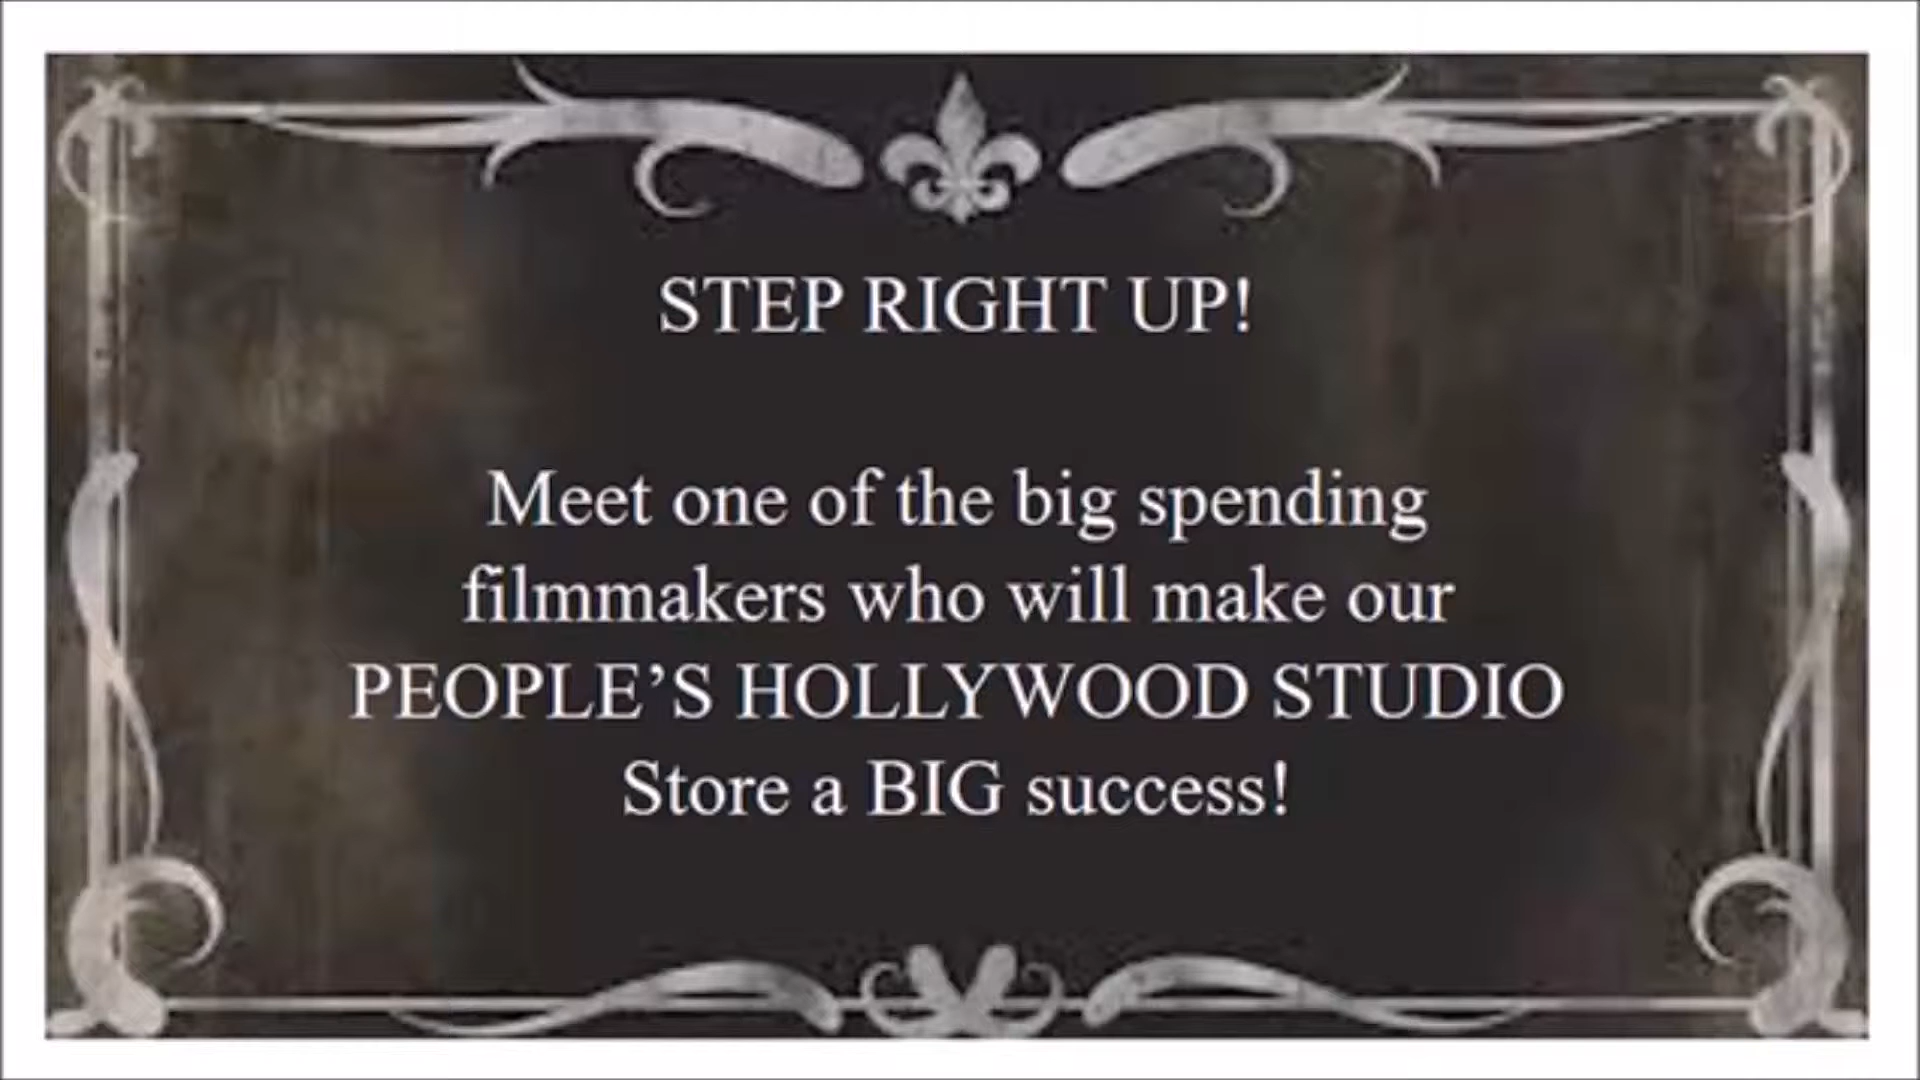 STEP RIGHT UP!
Meet one of the big spending
filmmakers who will make our
PEOPLE’S HOLLYWOOD STUDIO
Store a BIG success!